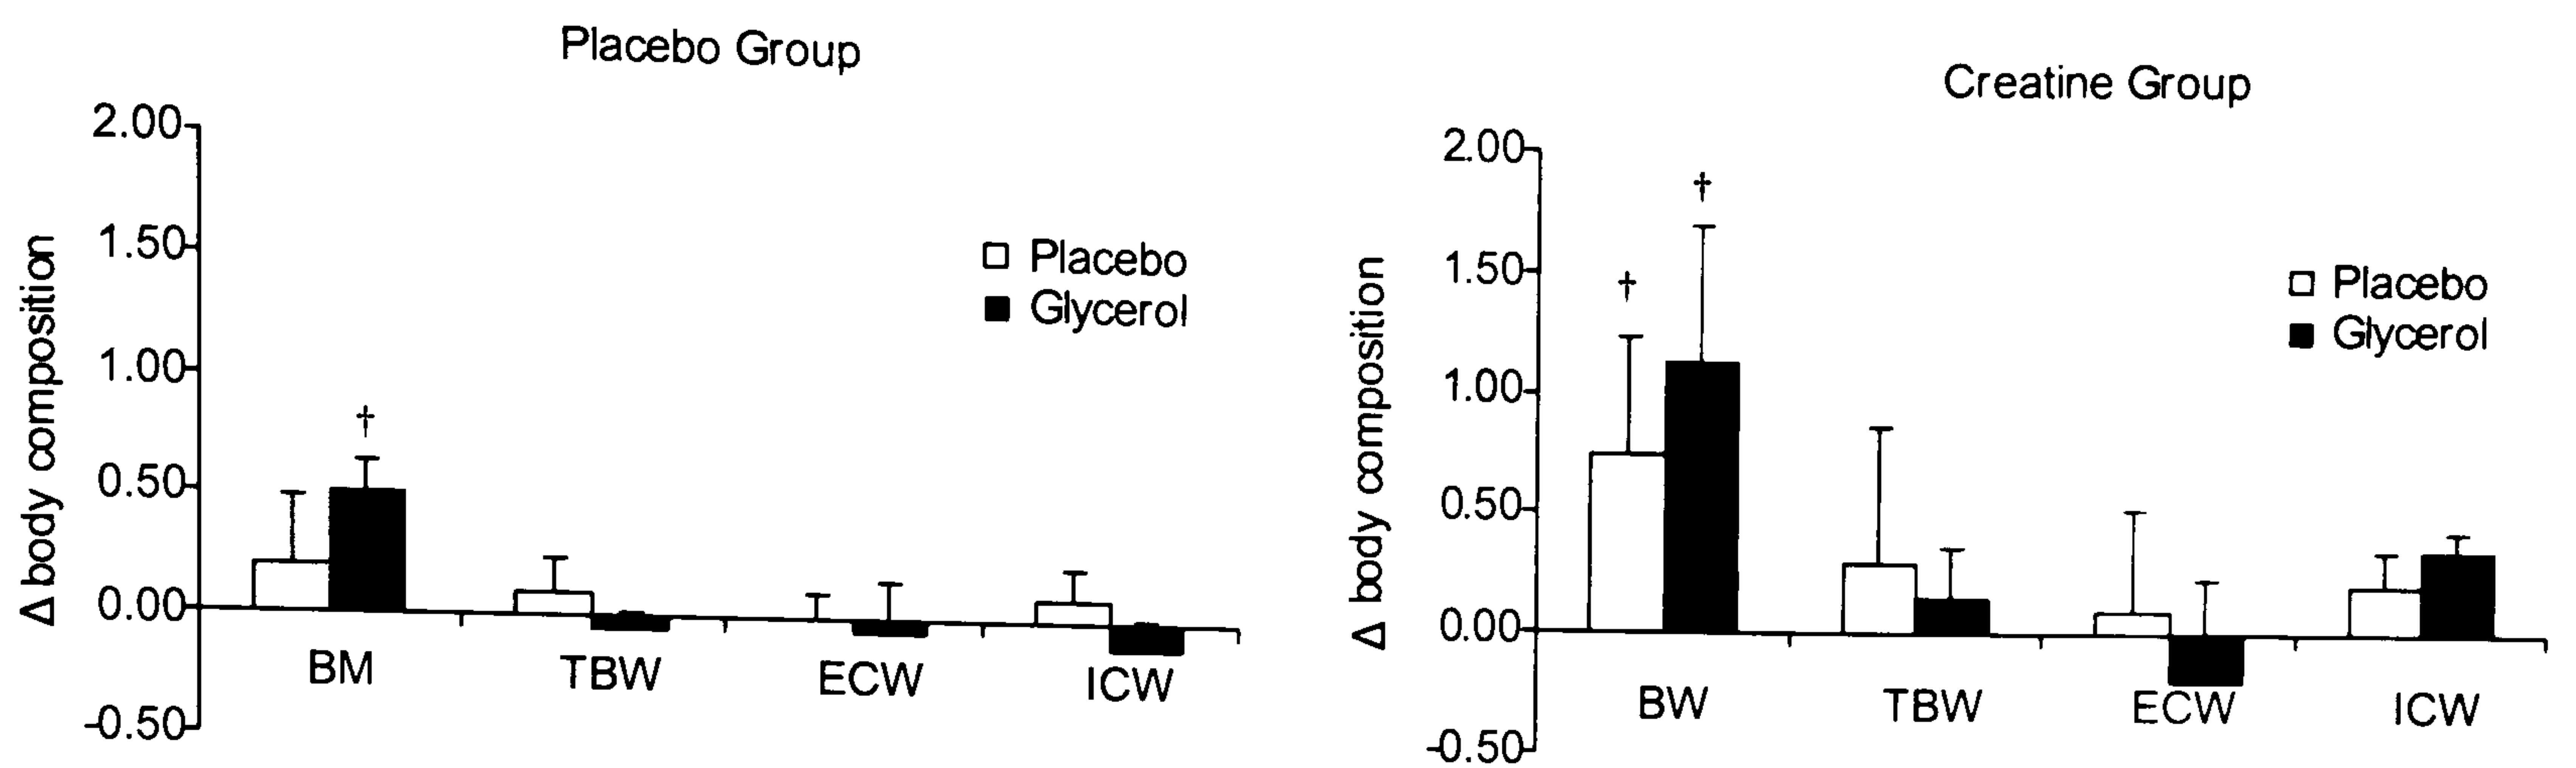 Placebo Group
2.00
1.50
1.00
0.50
0.00
-0.50
Δ body composition
†
Placebo
Glycerol
BM TBW ECW ICW
Creatine Group
2.00
1.50
1.00
0.50
0.00
-0.50
Δ body composition
†
†
Placebo
Glycerol
BW TBW ECW ICW